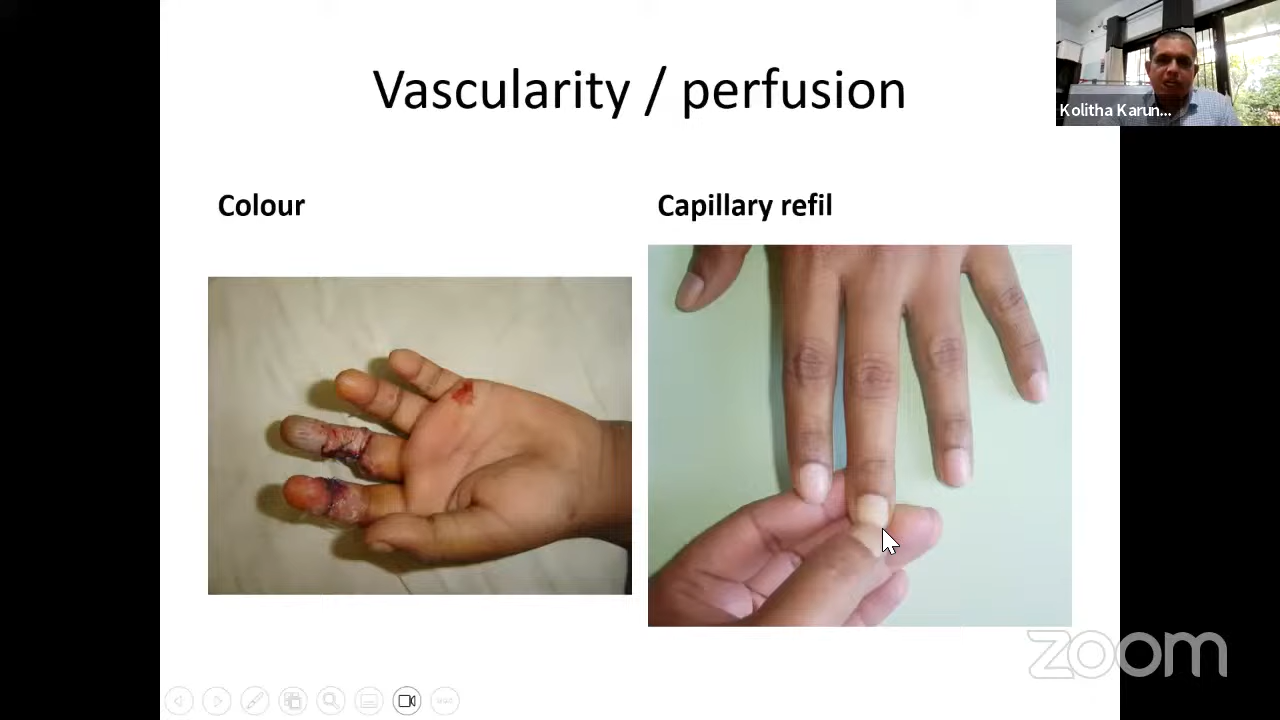 Vascularity / perfusion
Kolitha Karun...
Colour
Capillary refil
zoom